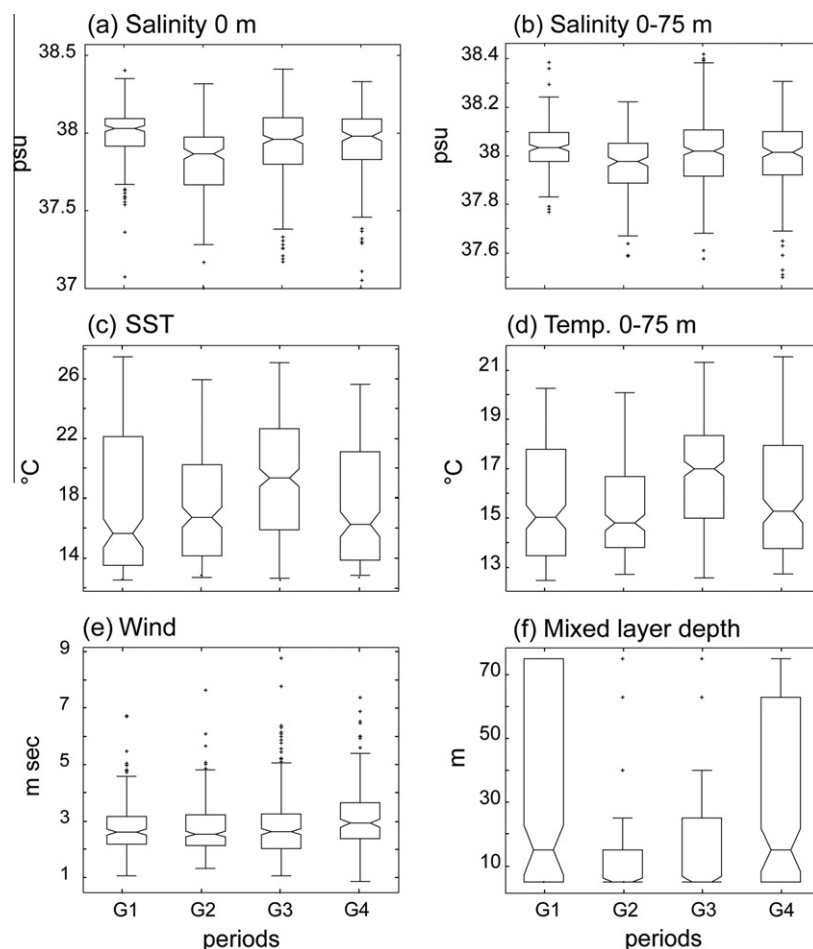 (a) Salinity 0 m
(b) Salinity 0-75 m
38.5
38
37.5
37
psu
38.4
38.2
38.0
37.8
37.6
psu
(c) SST
(d) Temp. 0-75 m
26
22
18
14
°C
21
19
17
15
13
°C
(e) Wind
(f) Mixed layer depth
9
7
5
3
1
m sec
70
50
30
10
m
G1 G2 G3 G4
periods
G1 G2 G3 G4
periods